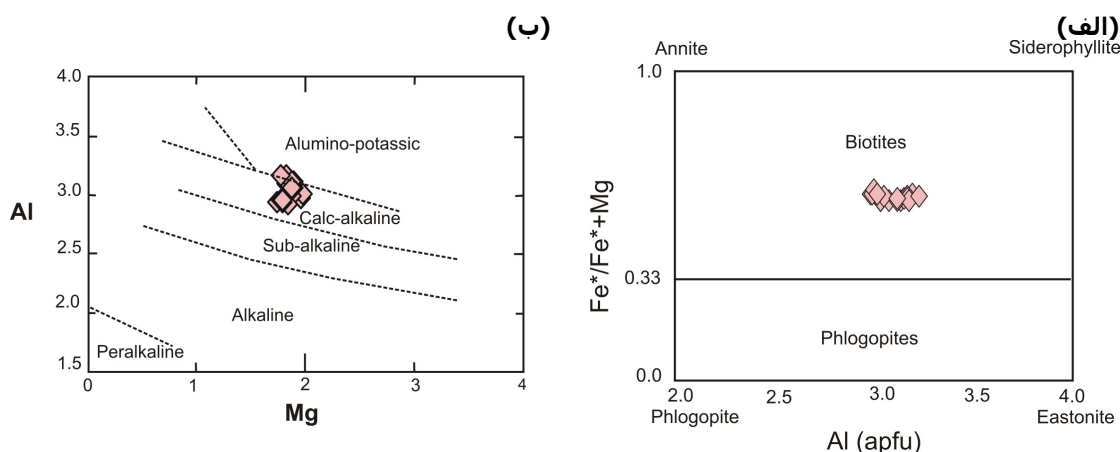 (ب)
4.0
3.5
3.0
2.5
2.0
1.5
Al
Alumino-potassic
Calc-alkaline
Sub-alkaline
Alkaline
Peralkaline
0 1 2 3 4
Mg
(الف)
Annite Siderophyllite
1.0
0.33
0.0
Fe*/Fe*+Mg
Biotites
Phlogopites
2.0 2.5 3.0 3.5 4.0
Phlogopite Eastonite
Al (apfu)